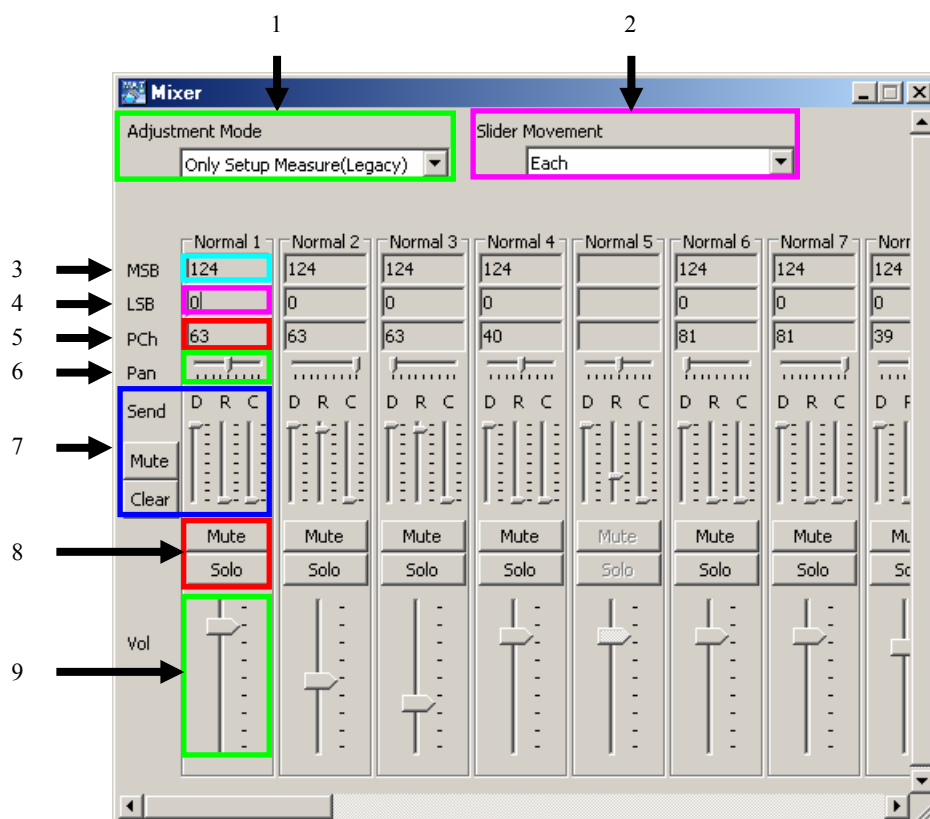 1 2
Mixer
Adjustment Mode Slider Movement
Only Setup Measure(Legacy) Each
Normal 1 Normal 2 Normal 3 Normal 4 Normal 5 Normal 6 Normal 7 Norr
3 MSB 124 124 124 124 124 124 124
4 LSB 0 0 0 0 0 0 0
5 PCh 63 63 63 40 81 81 39
6 Pan
Send D R C D R C D R C D R C D R C D R C D R C D
7
Mute
Clear
Mute Mute Mute Mute Mute Mute Mute Mu
8
Solo Solo Solo Solo Solo Solo Solo
Vol
9